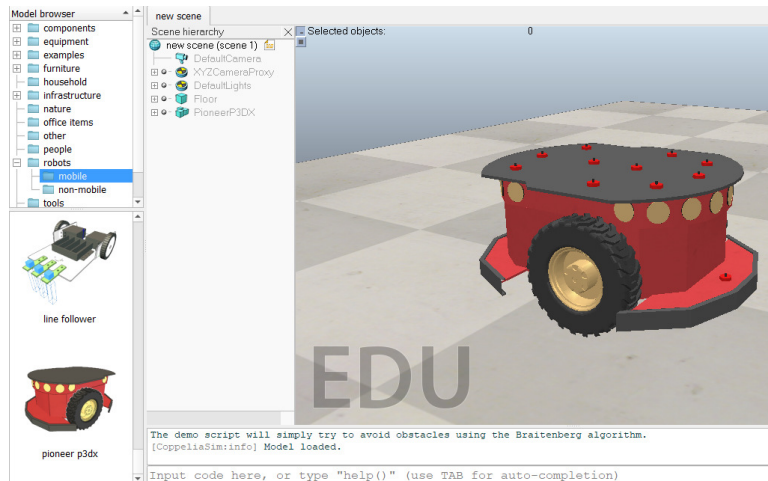 Model browser
components
equipment
examples
furniture
household
infrastructure
nature
office items
other
people
robots
mobile
non-mobile
tools
line follower
pioneer p3dx
new scene
Scene hierarchy
new scene (scene 1)
DefaultCamera
XYZCameraProxy
DefaultLights
Floor
PioneerP3DX
Selected objects: 0
EDU
The demo script will simply try to avoid obstacles using the Braitenberg algorithm.
[CoppeliaSim:info] Model loaded.
Input code here, or type "help()" (use TAB for auto-completion)